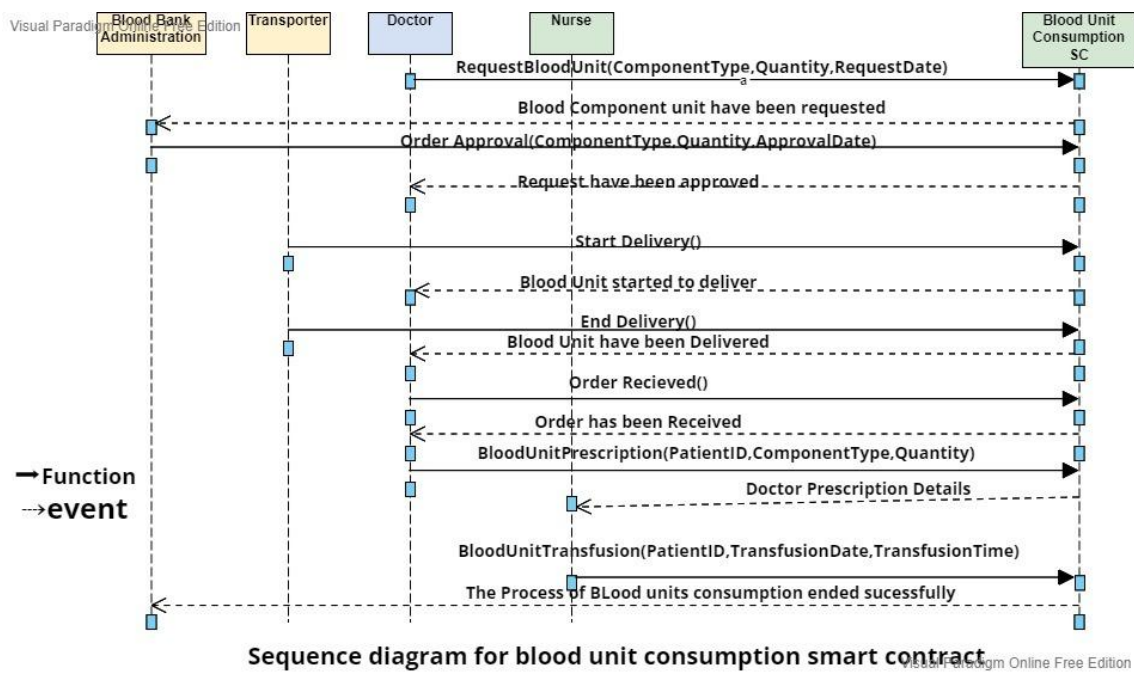 Visual Paradigm Online Free Edition
Blood Bank
Administration
Transporter
Doctor
Nurse
Blood Unit
Consumption
SC
RequestBloodUnit(ComponentType,Quantity,RequestDate)
a
Blood Component unit have been requested
Order Approval(ComponentType,Quantity,ApprovalDate)
Request have been approved
Start Delivery()
Blood Unit started to deliver
End Delivery()
Blood Unit have been Delivered
Order Recieved()
Order has been Received
BloodUnitPrescription(PatientID,ComponentType,Quantity)
Function
Doctor Prescription Details
event
BloodUnitTransfusion(PatientID,TransfusionDate,TransfusionTime)
The Process of BLood units consumption ended sucessfully
Sequence diagram for blood unit consumption smart contract
Visual Paradigm Online Free Edition